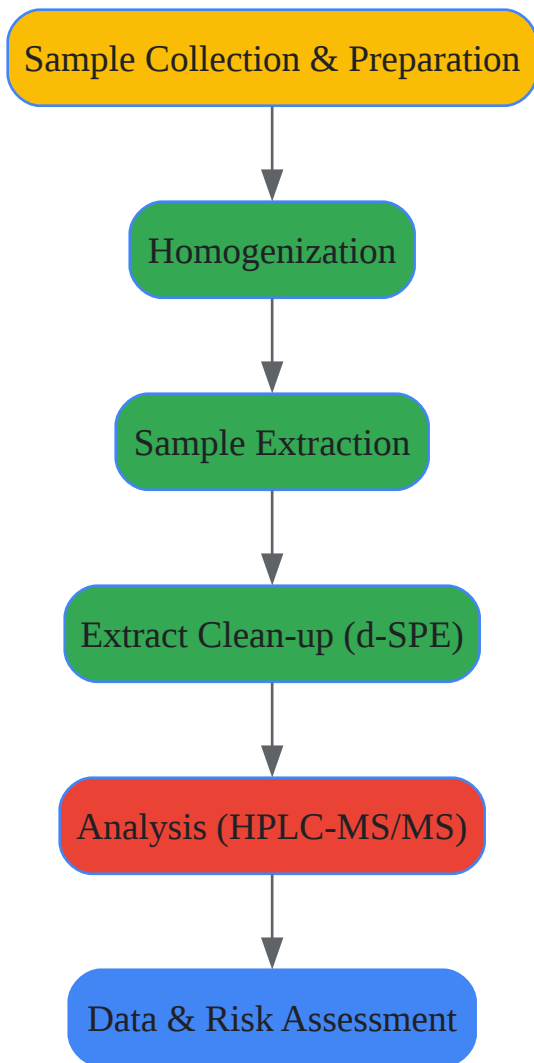 Sample Collection & Preparation
Homogenization
Sample Extraction
Extract Clean-up (d-SPE)
Analysis (HPLC-MS/MS)
Data & Risk Assessment